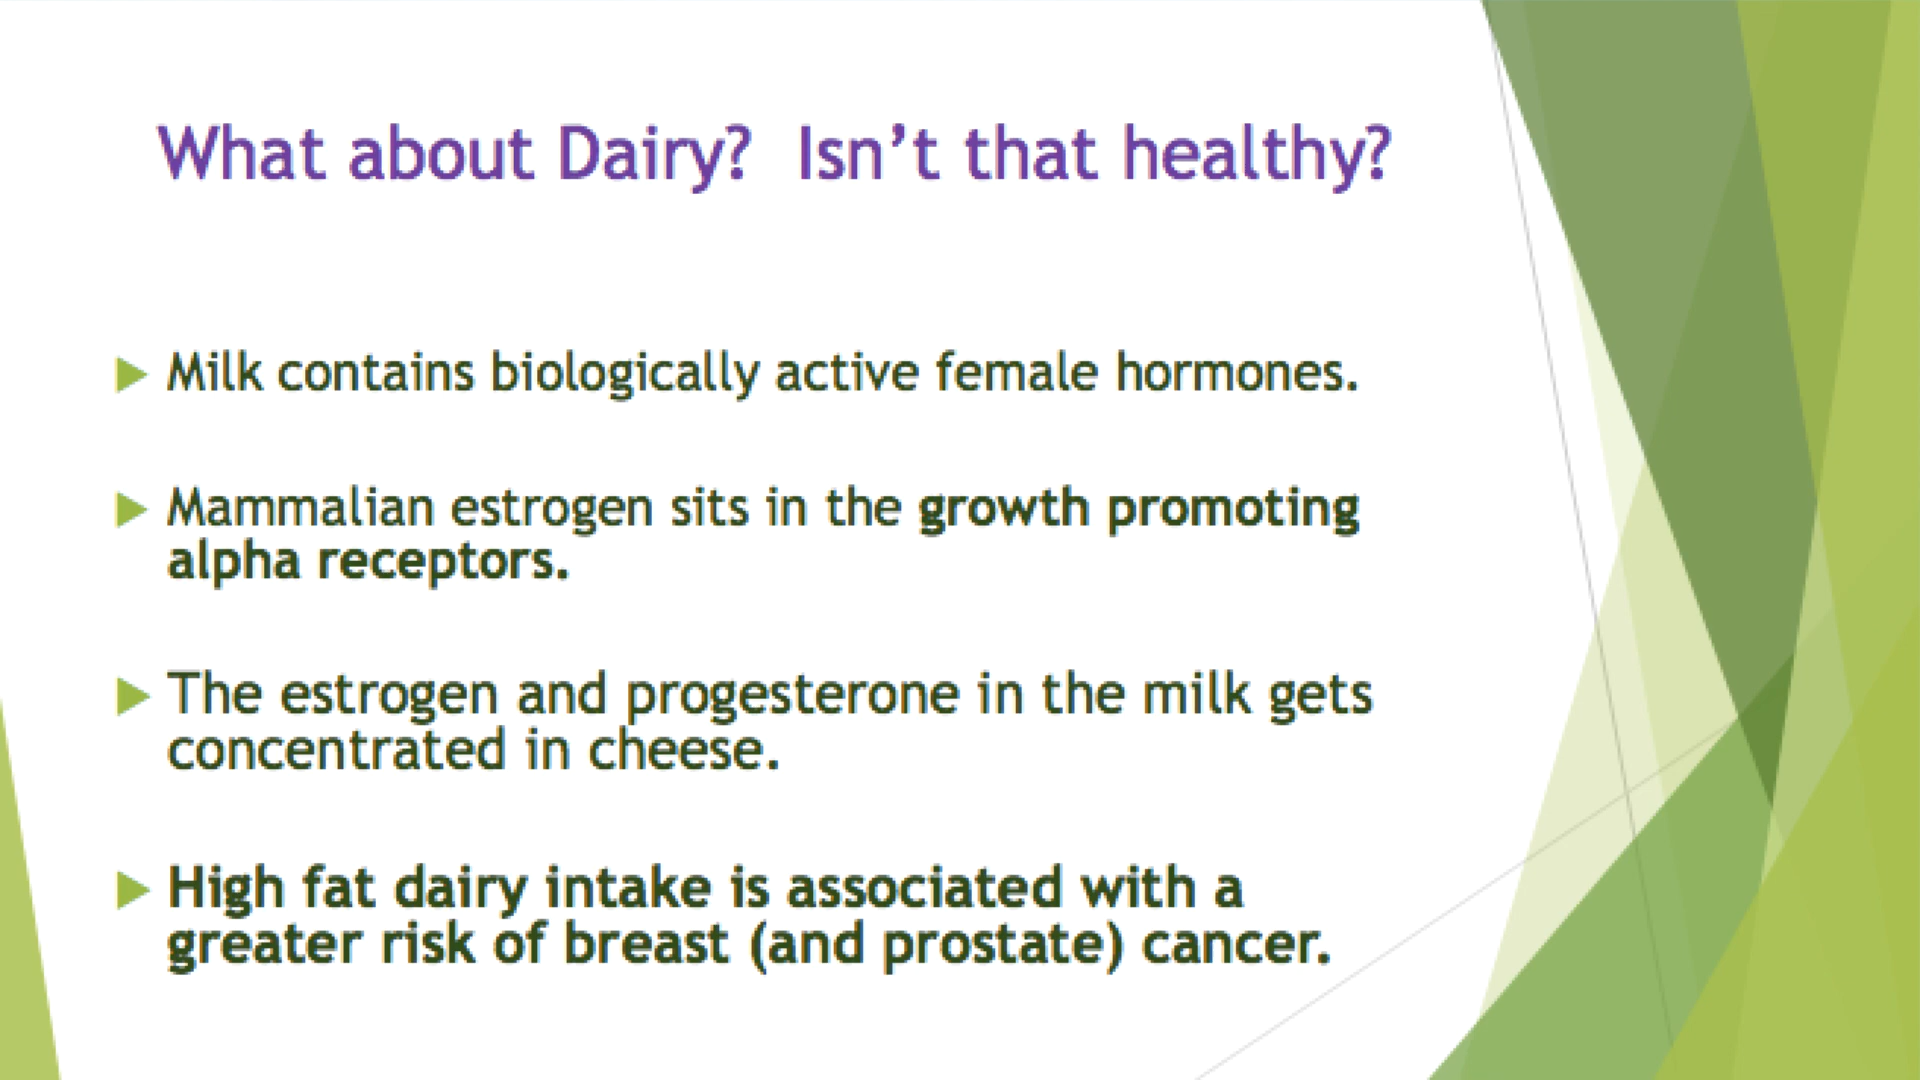 What about Dairy?  Isn’t that healthy?
Milk contains biologically active female hormones.
Mammalian estrogen sits in the growth promoting
alpha receptors.
The estrogen and progesterone in the milk gets
concentrated in cheese.
High fat dairy intake is associated with a
greater risk of breast (and prostate) cancer.